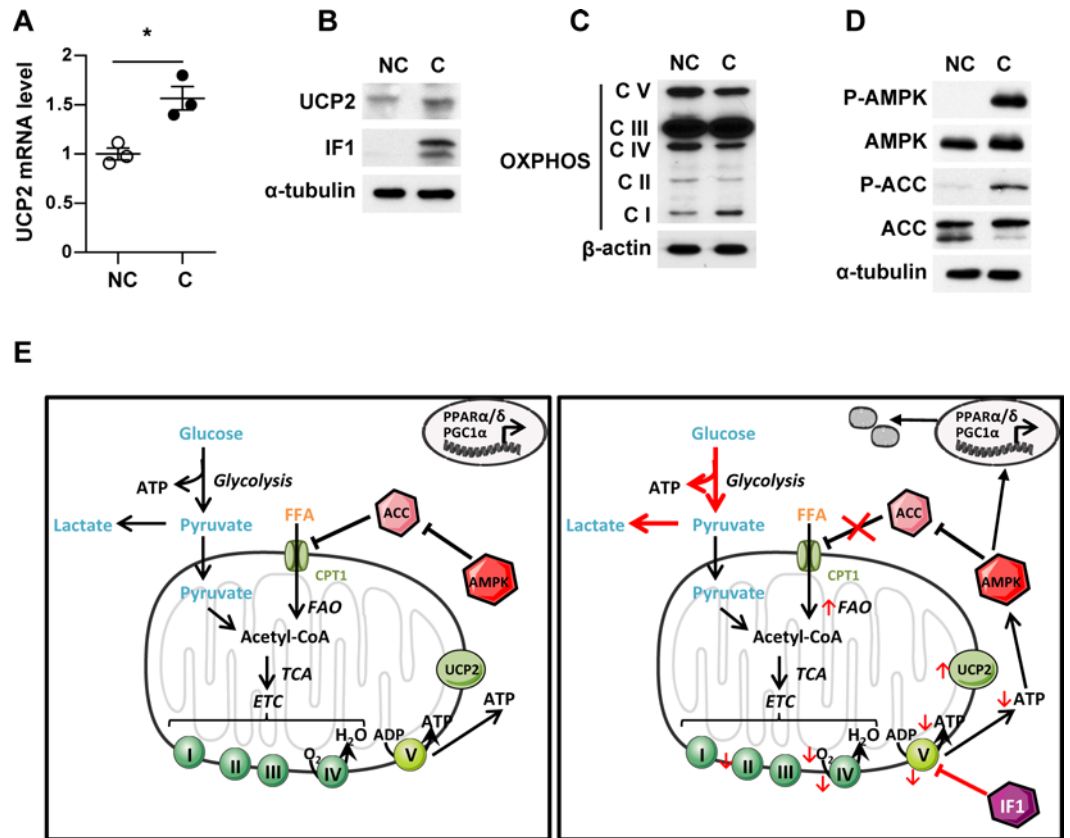 A
UCP2 mRNA level
2
1.5
1
0.5
0
*
NC
C
B
NC C
UCP2
IF1
α-tubulin
C
NC C
OXPHOS
C V
C III
C IV
C II
C I
β-actin
D
NC C
P-AMPK
AMPK
P-ACC
ACC
α-tubulin
E
PPARα/δ
PGC1α
Glucose
ATP
Glycolysis
Lactate
Pyruvate
FFA
ACC
AMPK
CPT1
Pyruvate
FAO
Acetyl-CoA
TCA
ETC
UCP2
ATP
I
II
III
O2
IV
H2O
ADP
ATP
V
PPARα/δ
PGC1α
Glucose
ATP
Glycolysis
Lactate
Pyruvate
FFA
ACC
AMPK
CPT1
Pyruvate
FAO
Acetyl-CoA
TCA
ETC
UCP2
ATP
I
II
III
O2
IV
H2O
ADP
ATP
V
IF1